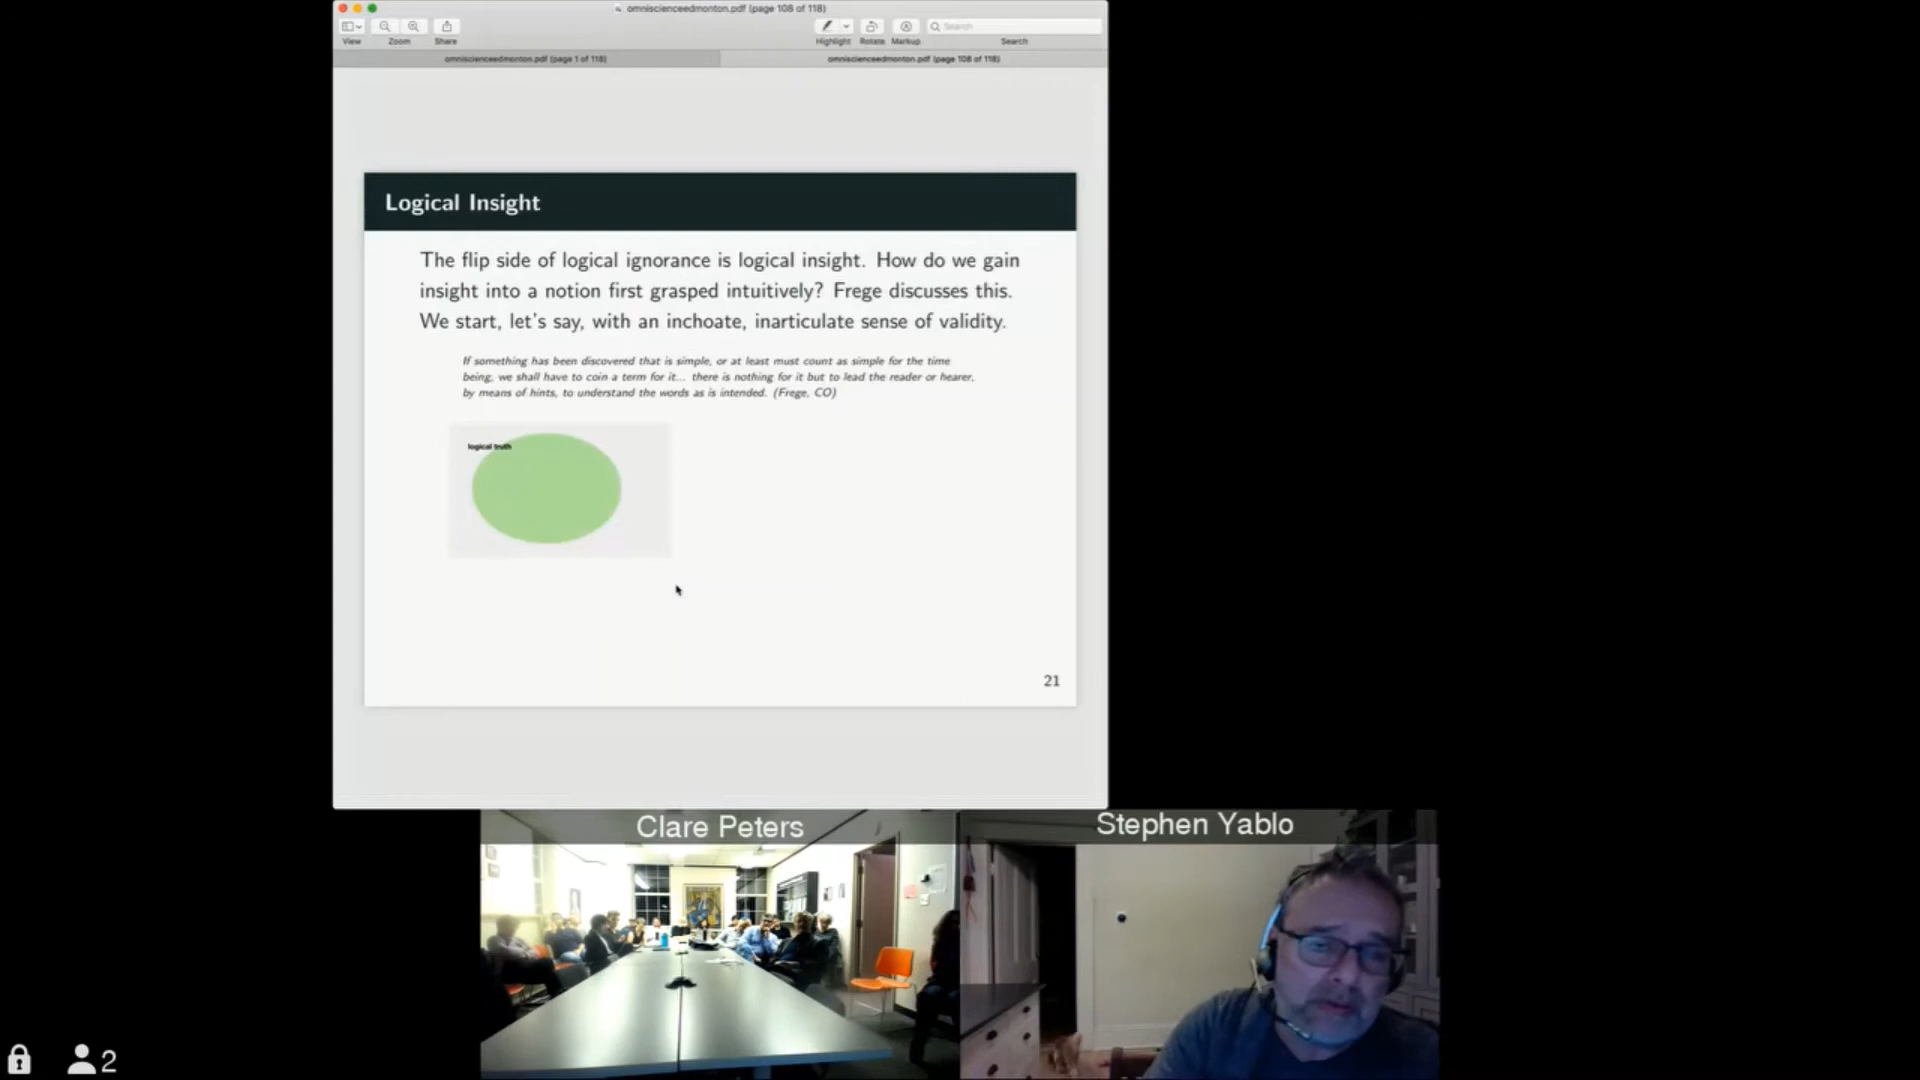 omniscienceedmonton.pdf (page 108 of 118)
View Zoom Share Highlight Rotate Markup Search
Search
omniscienceedmonton.pdf (page 1 of 118) omniscienceedmonton.pdf (page 108 of 118)
Logical Insight
The flip side of logical ignorance is logical insight. How do we gain
insight into a notion first grasped intuitively? Frege discusses this.
We start, let's say, with an inchoate, inarticulate sense of validity.
If something has been discovered that is simple, or at least must count as simple for the time
being, we shall have to coin a term for it... there is nothing for it but to lead the reader or hearer,
by means of hints, to understand the words as is intended. (Frege, CO)
logical truth
21
Clare Peters
Stephen Yablo
2